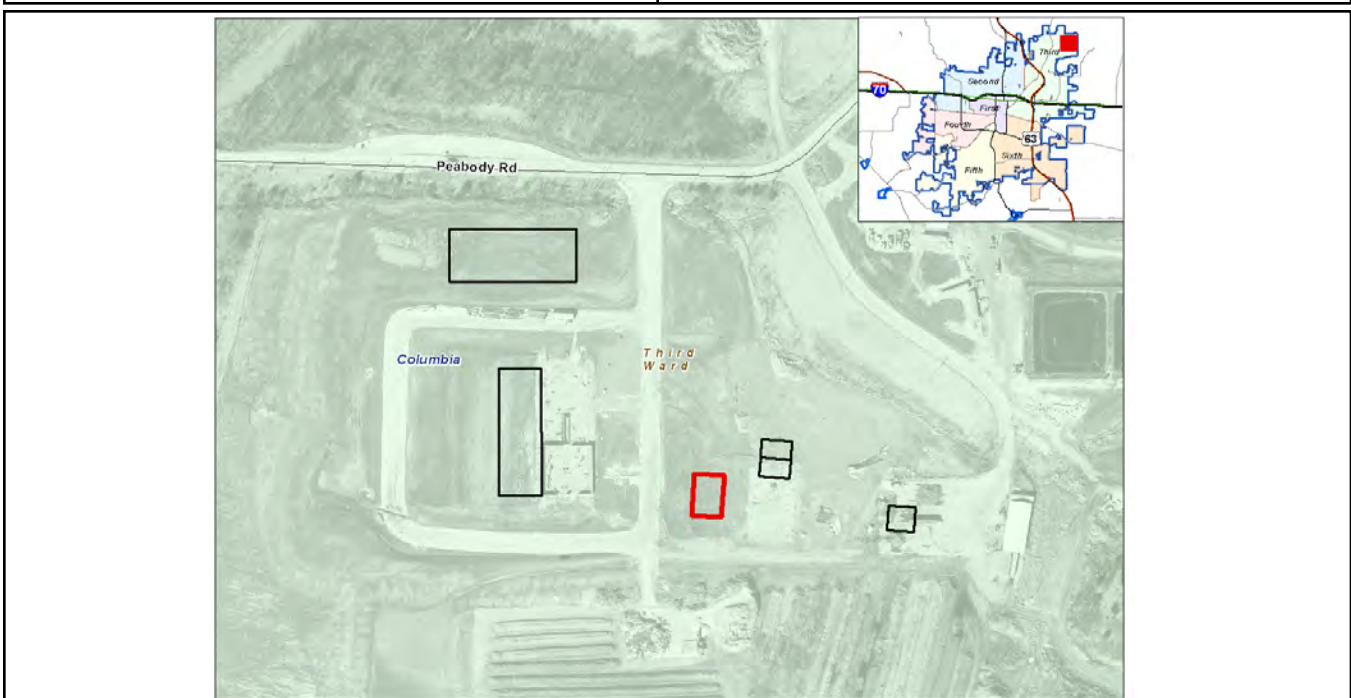 Third
Second
70
First
Fourth
63
Sixth
Fifth
Peabody Rd
Third
Ward
Columbia